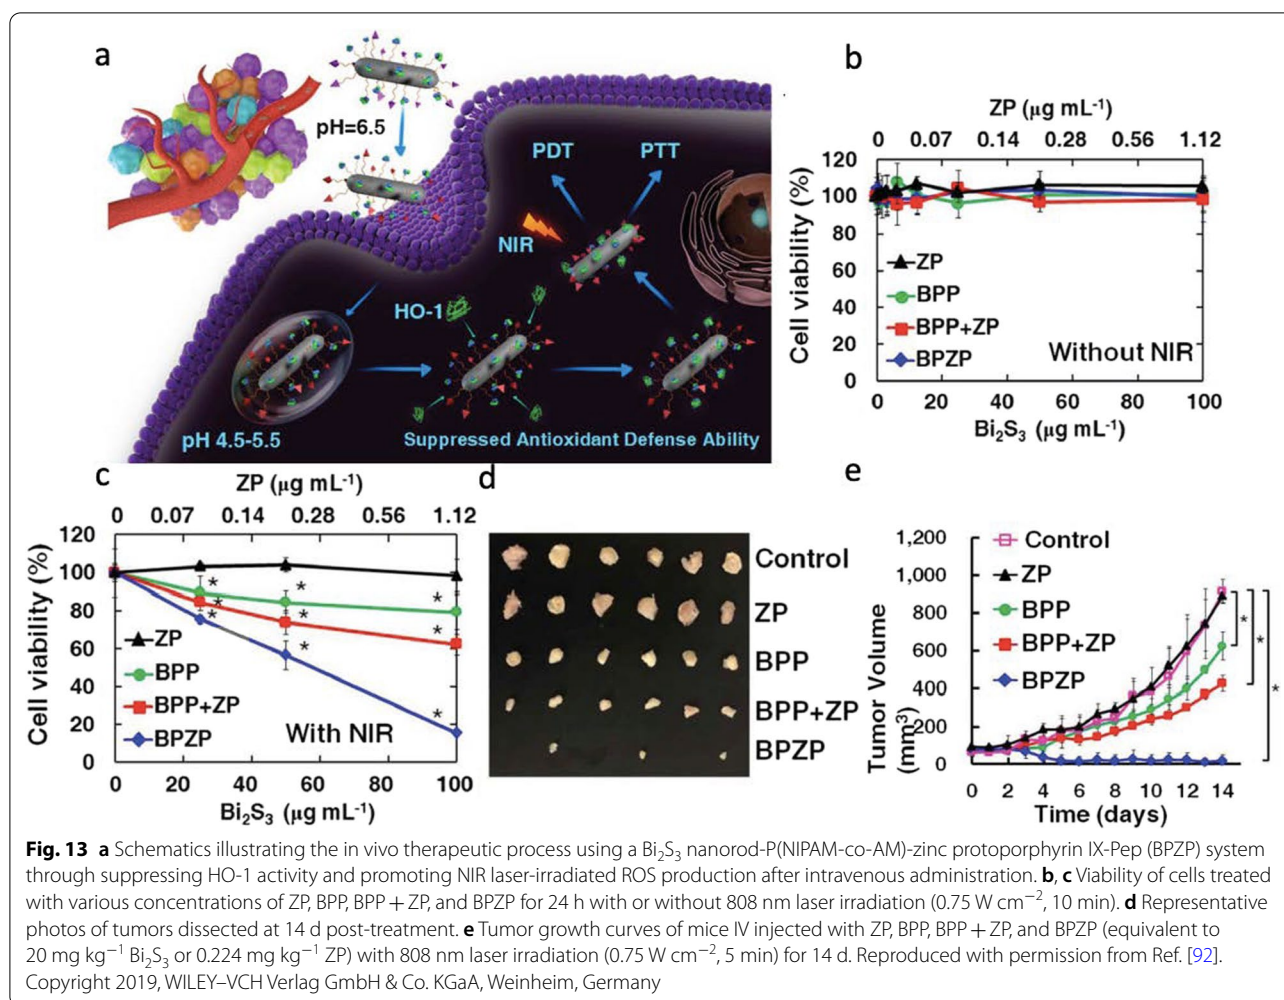 a
pH=6.5
PDT
PTT
NIR
HO-1
pH 4.5-5.5
Suppressed Antioxidant Defense Ability
b
ZP (μg mL⁻¹)
0 0.07 0.14 0.28 0.56 1.12
120
100
80
60
40
20
0
Cell viability (%)
ZP
BPP
BPP+ZP
BPZP
Without NIR
0 20 40 60 80 100
Bi₂S₃ (μg mL⁻¹)
c
ZP (μg mL⁻¹)
0 0.07 0.14 0.28 0.56 1.12
120
100
80
60
40
20
0
Cell viability (%)
* * *
* * *
* * *
ZP
BPP
BPP+ZP
BPZP
With NIR
0 20 40 60 80 100
Bi₂S₃ (μg mL⁻¹)
d
Control
ZP
BPP
BPP+ZP
BPZP
e
1,200
1,000
800
600
400
200
0
Tumor Volume
(mm³)
Control
ZP
BPP
BPP+ZP
BPZP
* * *
0 2 4 6 8 10 12 14
Time (days)
Fig. 13 a Schematics illustrating the in vivo therapeutic process using a Bi₂S₃ nanorod-P(NIPAM-co-AM)-zinc protoporphyrin IX-Pep (BPZP) system
through suppressing HO-1 activity and promoting NIR laser-irradiated ROS production after intravenous administration. b, c Viability of cells treated
with various concentrations of ZP, BPP, BPP + ZP, and BPZP for 24 h with or without 808 nm laser irradiation (0.75 W cm⁻², 10 min). d Representative
photos of tumors dissected at 14 d post-treatment. e Tumor growth curves of mice IV injected with ZP, BPP, BPP + ZP, and BPZP (equivalent to
20 mg kg⁻¹ Bi₂S₃ or 0.224 mg kg⁻¹ ZP) with 808 nm laser irradiation (0.75 W cm⁻², 5 min) for 14 d. Reproduced with permission from Ref. [92].
Copyright 2019, WILEY–VCH Verlag GmbH & Co. KGaA, Weinheim, Germany